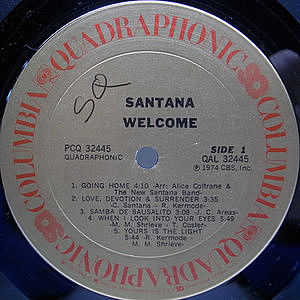 COLUMBIA QUADRAPHONIC COLUMBIA QUADRAPHONIC
SQ
SANTANA
WELCOME
PCQ 32445
QUADRAPHONIC
SIDE 1
QAL 32445
℗ 1974 CBS, Inc.
1. GOING HOME 4:10 -Arr: Alice Coltrane &
The New Santana Band-
2. LOVE, DEVOTION & SURRENDER 3:35
-C. Santana - R. Kermode-
3. SAMBA DE SAUSALITO 3:08 -J. C. Areas-
4. WHEN I LOOK INTO YOUR EYES 5:49
-M. M. Shrieve - T. Coster-
5. YOURS IS THE LIGHT
5:44 -R. Kermode -
M. M. Shrieve-